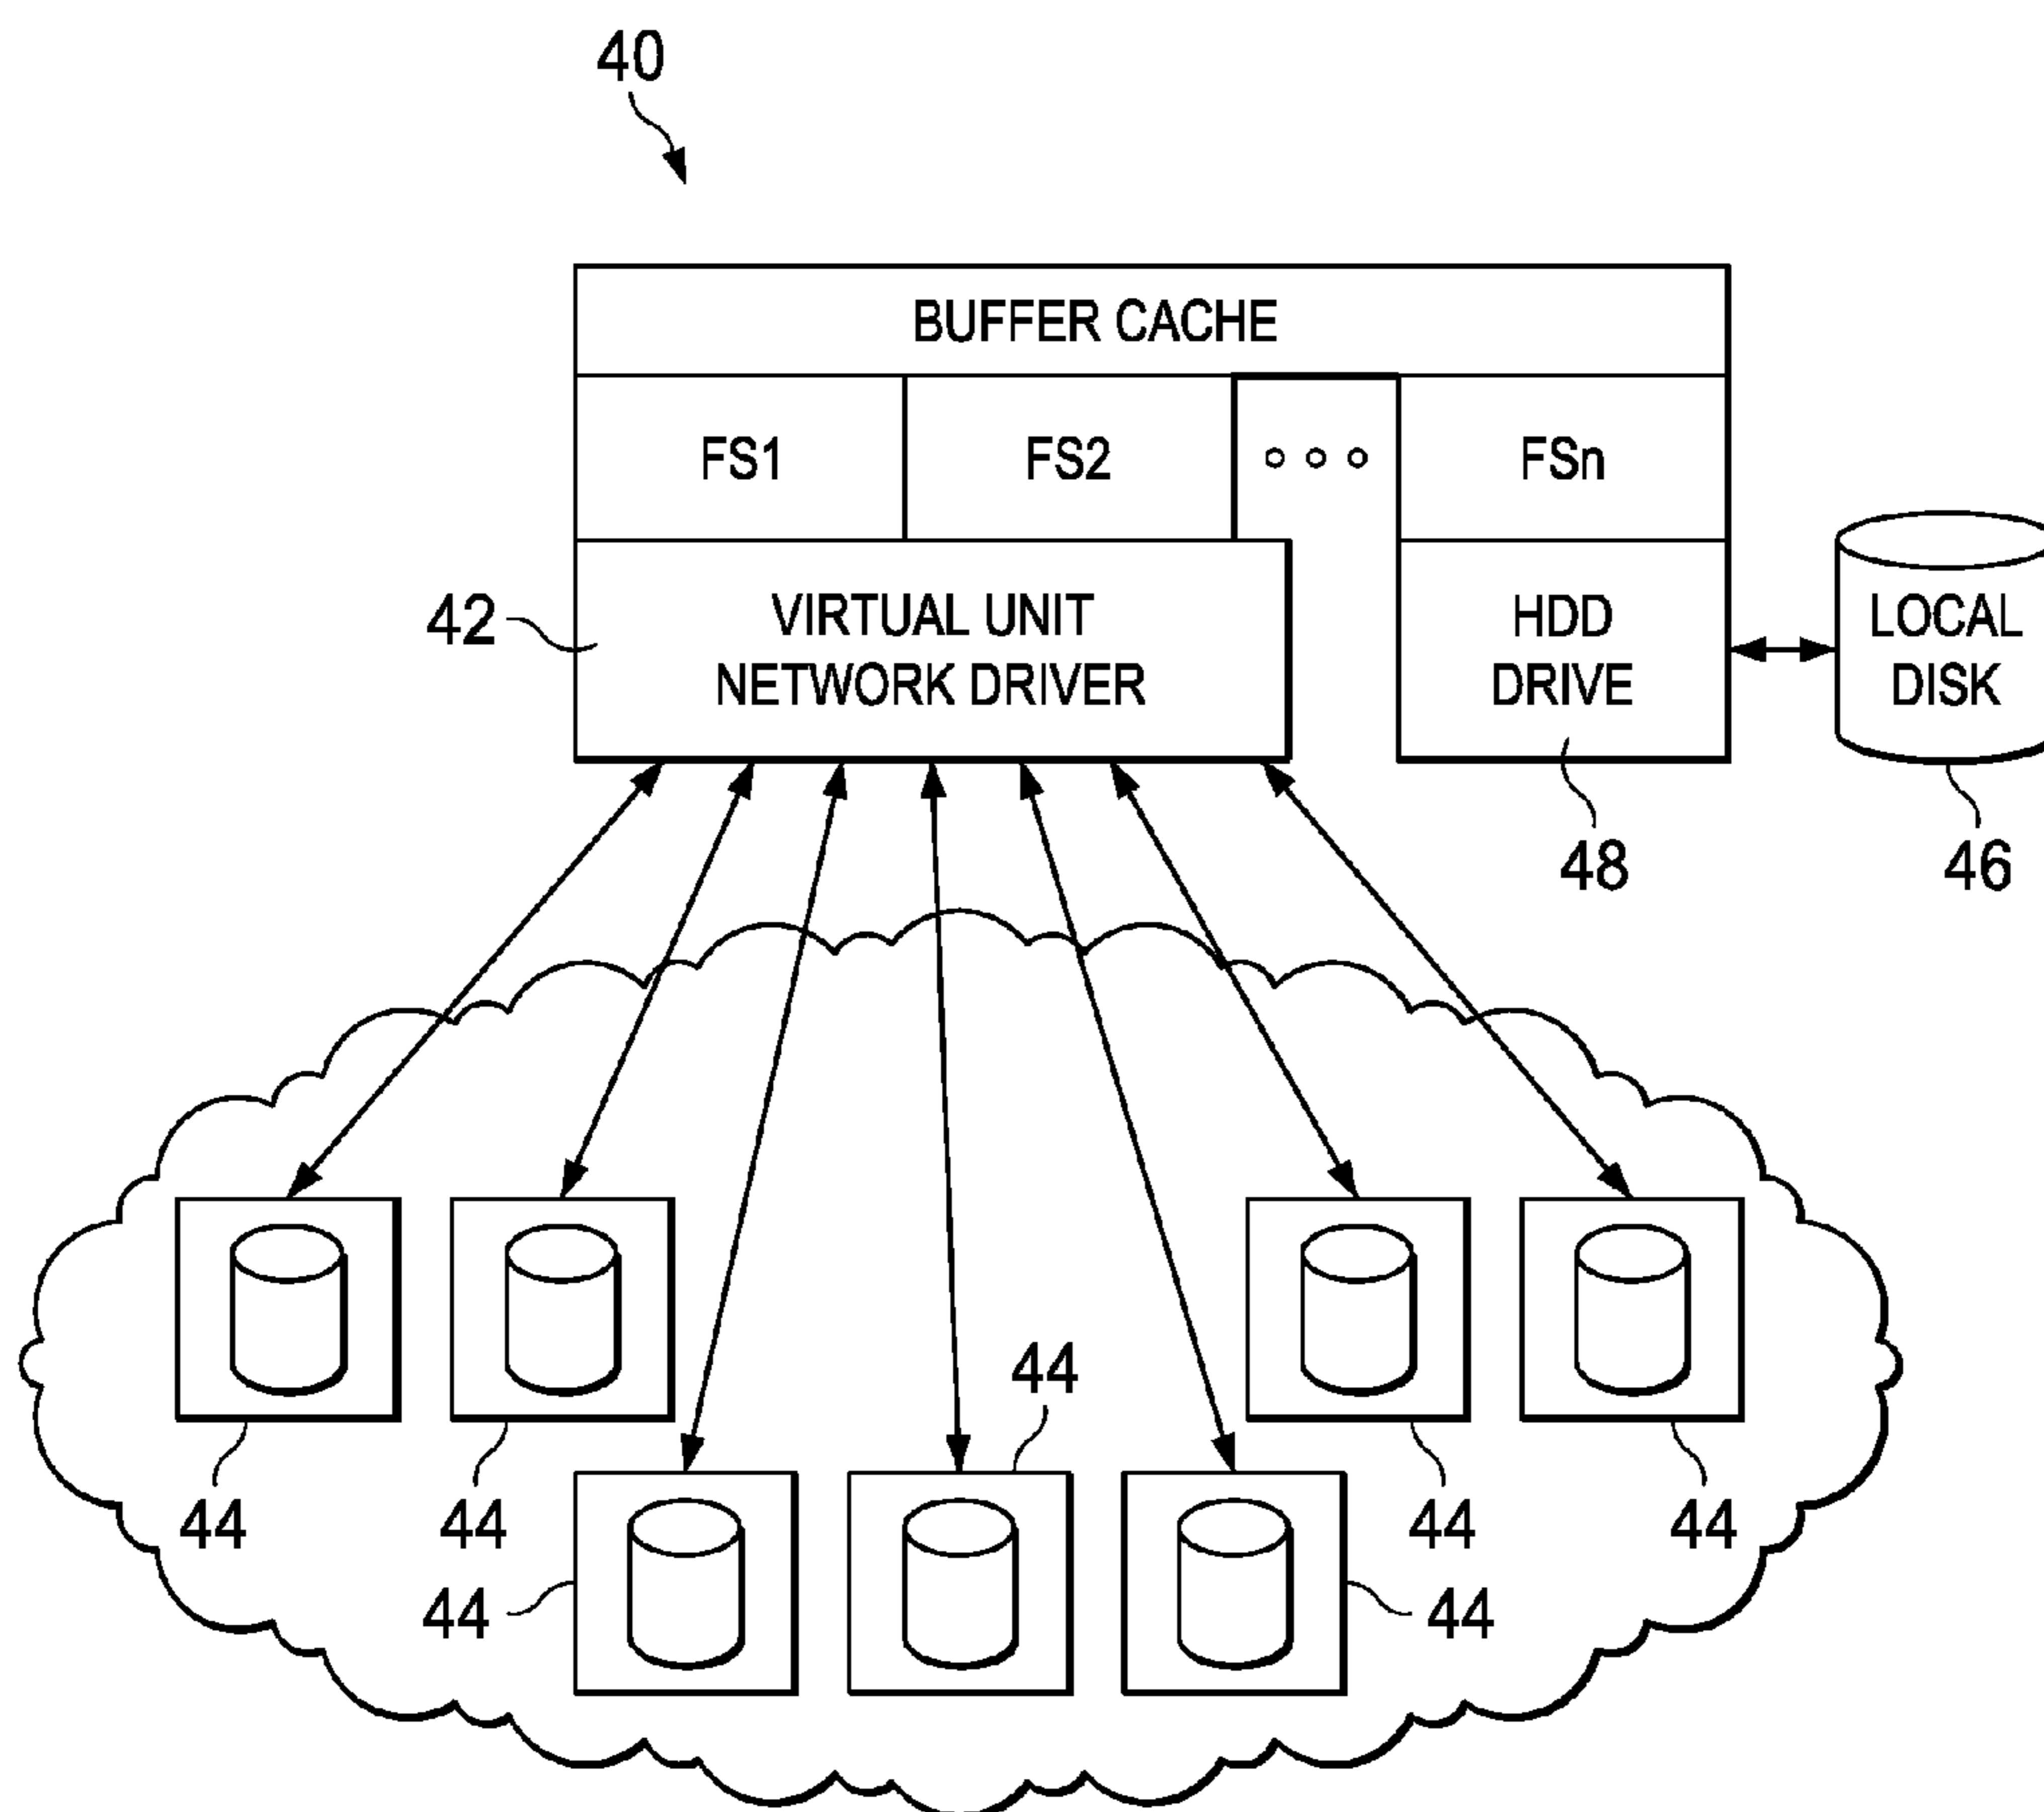 40
BUFFER CACHE
FS1 FS2 FSn
42
VIRTUAL UNIT
NETWORK DRIVER
HDD
DRIVE
LOCAL
DISK
48
46
44
44
44
44
44
44
44